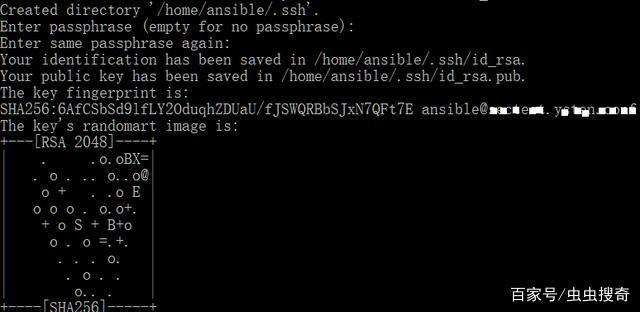 Created directory '/home/ansible/.ssh'.
Enter passphrase (empty for no passphrase):
Enter same passphrase again:
Your identification has been saved in /home/ansible/.ssh/id_rsa.
Your public key has been saved in /home/ansible/.ssh/id_rsa.pub.
The key fingerprint is:
SHA256:6AfCSbSd9lfLY2OduqhZDUaU/fJSWQRBbSJxN7QFt7E ansible@
The key's randomart image is:
+---[RSA 2048]----+
|    .      .o.oBX=|
|   . o . .. o..o@|
|    o +   . .o E |
|   o o o . o.o+. |
|    + o S + B+o  |
|     o . o =.+.  |
|      . . . o.   |
|       . o . .   |
|        o.. .    |
+----[SHA256]-----+
百家号/虫虫搜奇